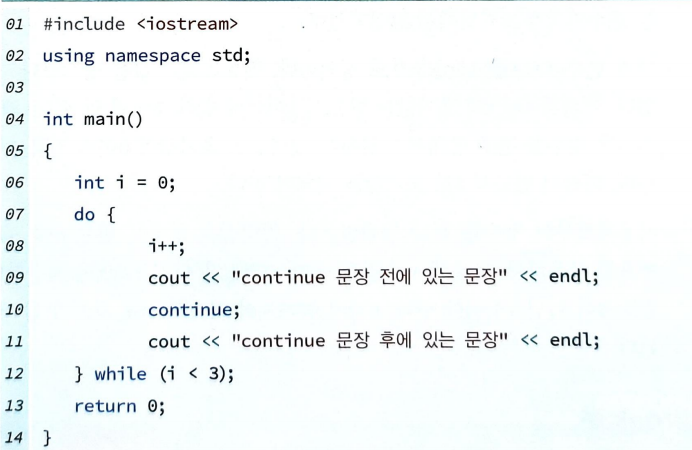 01 #include <iostream>
02 using namespace std;
03
04 int main()
05 {
06 int i = 0;
07 do {
08 i++;
09 cout << "continue 문장 전에 있는 문장" << endl;
10 continue;
11 cout << "continue 문장 후에 있는 문장" << endl;
12 } while (i < 3);
13 return 0;
14 }